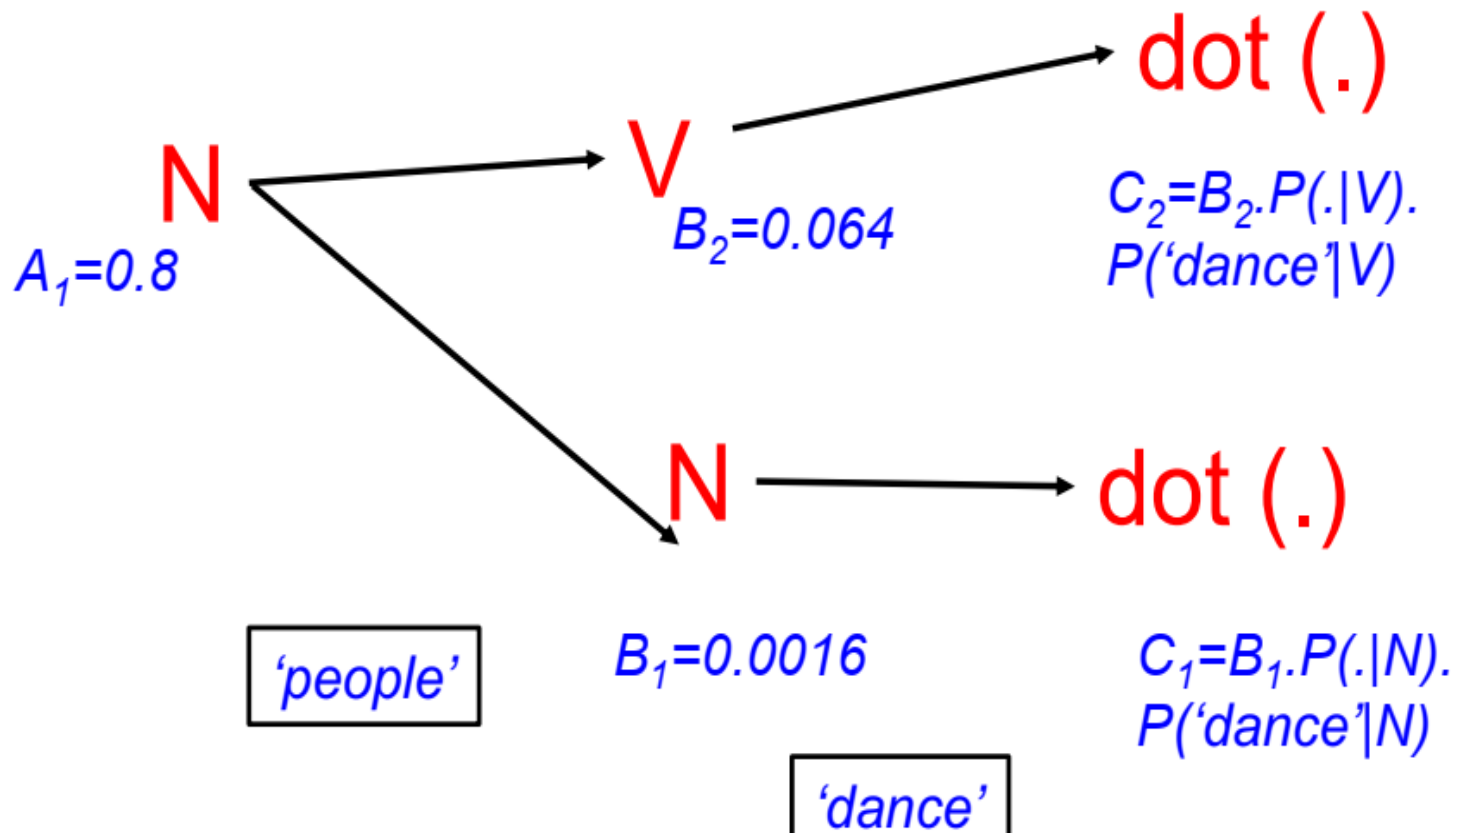 dot (.)
N
V
A₁=0.8
B₂=0.064
C₂=B₂.P(.|V).
P(‘dance’|V)
N
dot (.)
‘people’
B₁=0.0016
C₁=B₁.P(.|N).
P(‘dance’|N)
‘dance’